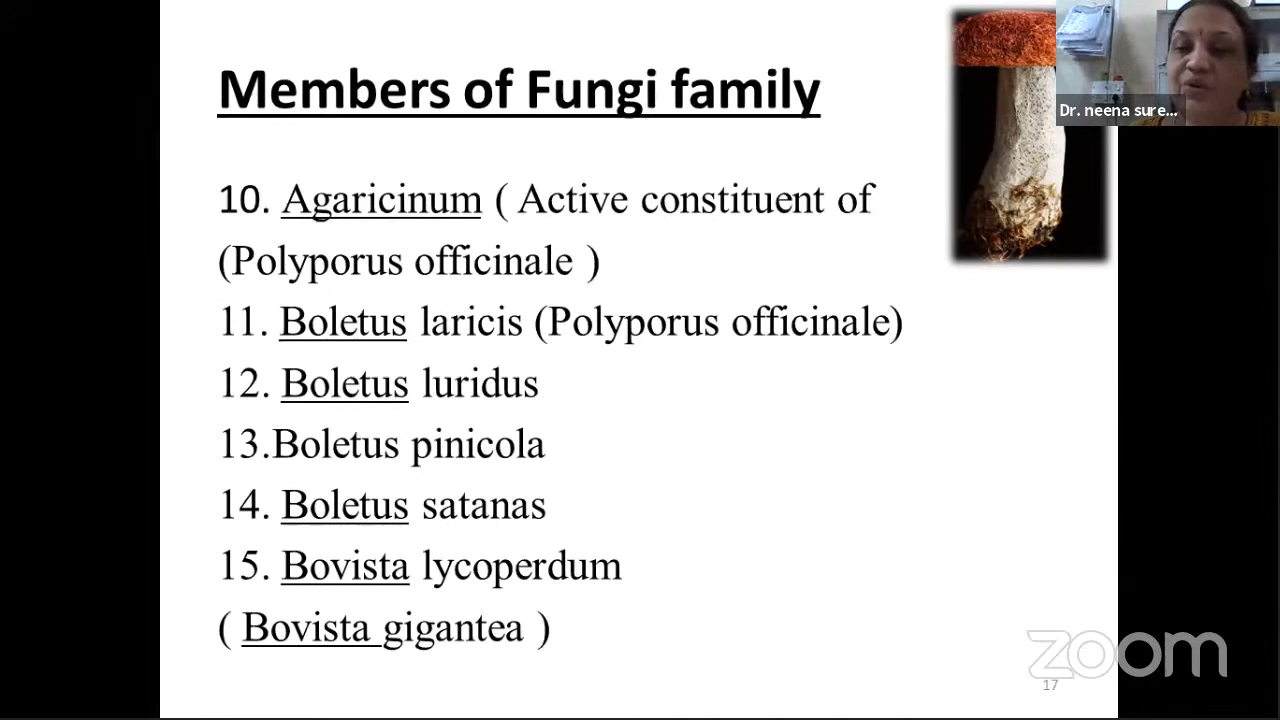 Members of Fungi family
Dr. neena sure...
10. Agaricinum ( Active constituent of
(Polyporus officinale )
11. Boletus laricis (Polyporus officinale)
12. Boletus luridus
13.Boletus pinicola
14. Boletus satanas
15. Bovista lycoperdum
( Bovista gigantea )
zoom
17